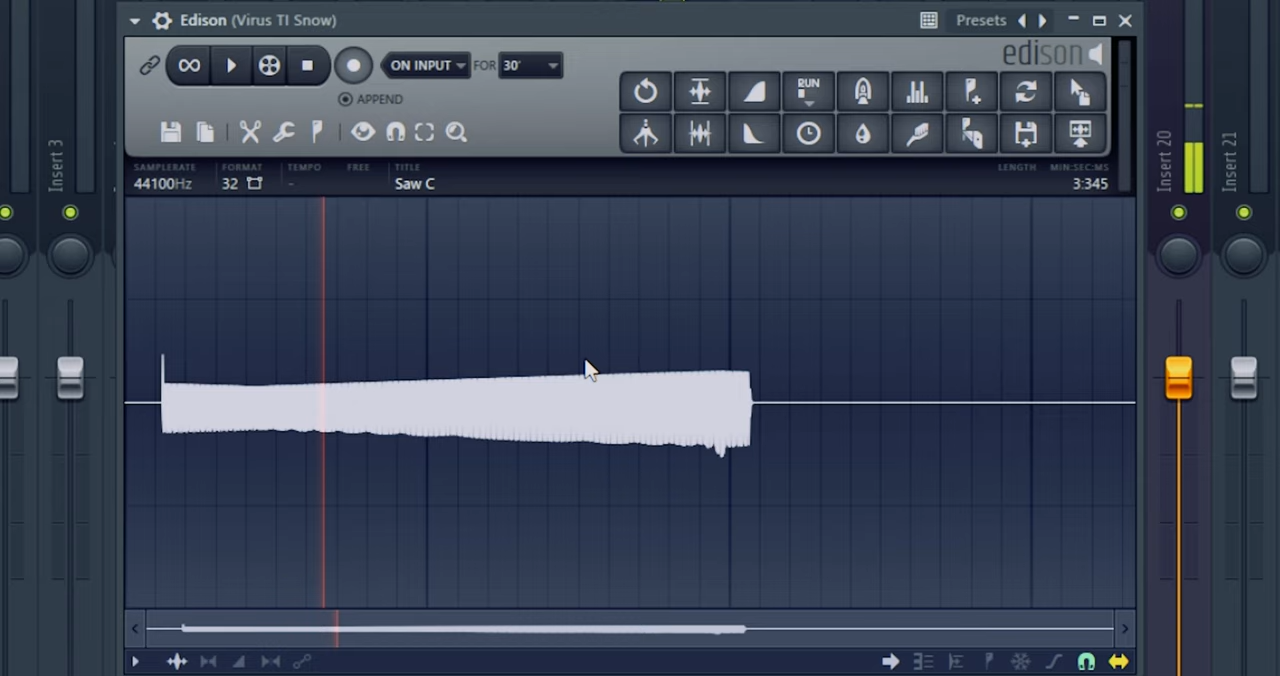 Edison (Virus TI Snow)
Presets
edison
ON INPUT FOR 30'
RUN
APPEND
SAMPLERATE FORMAT TEMPO FREE TITLE LENGTH MIN:SEC:MS
44100Hz 32 - Saw C 3:345
Insert 3
Insert 20
Insert 21